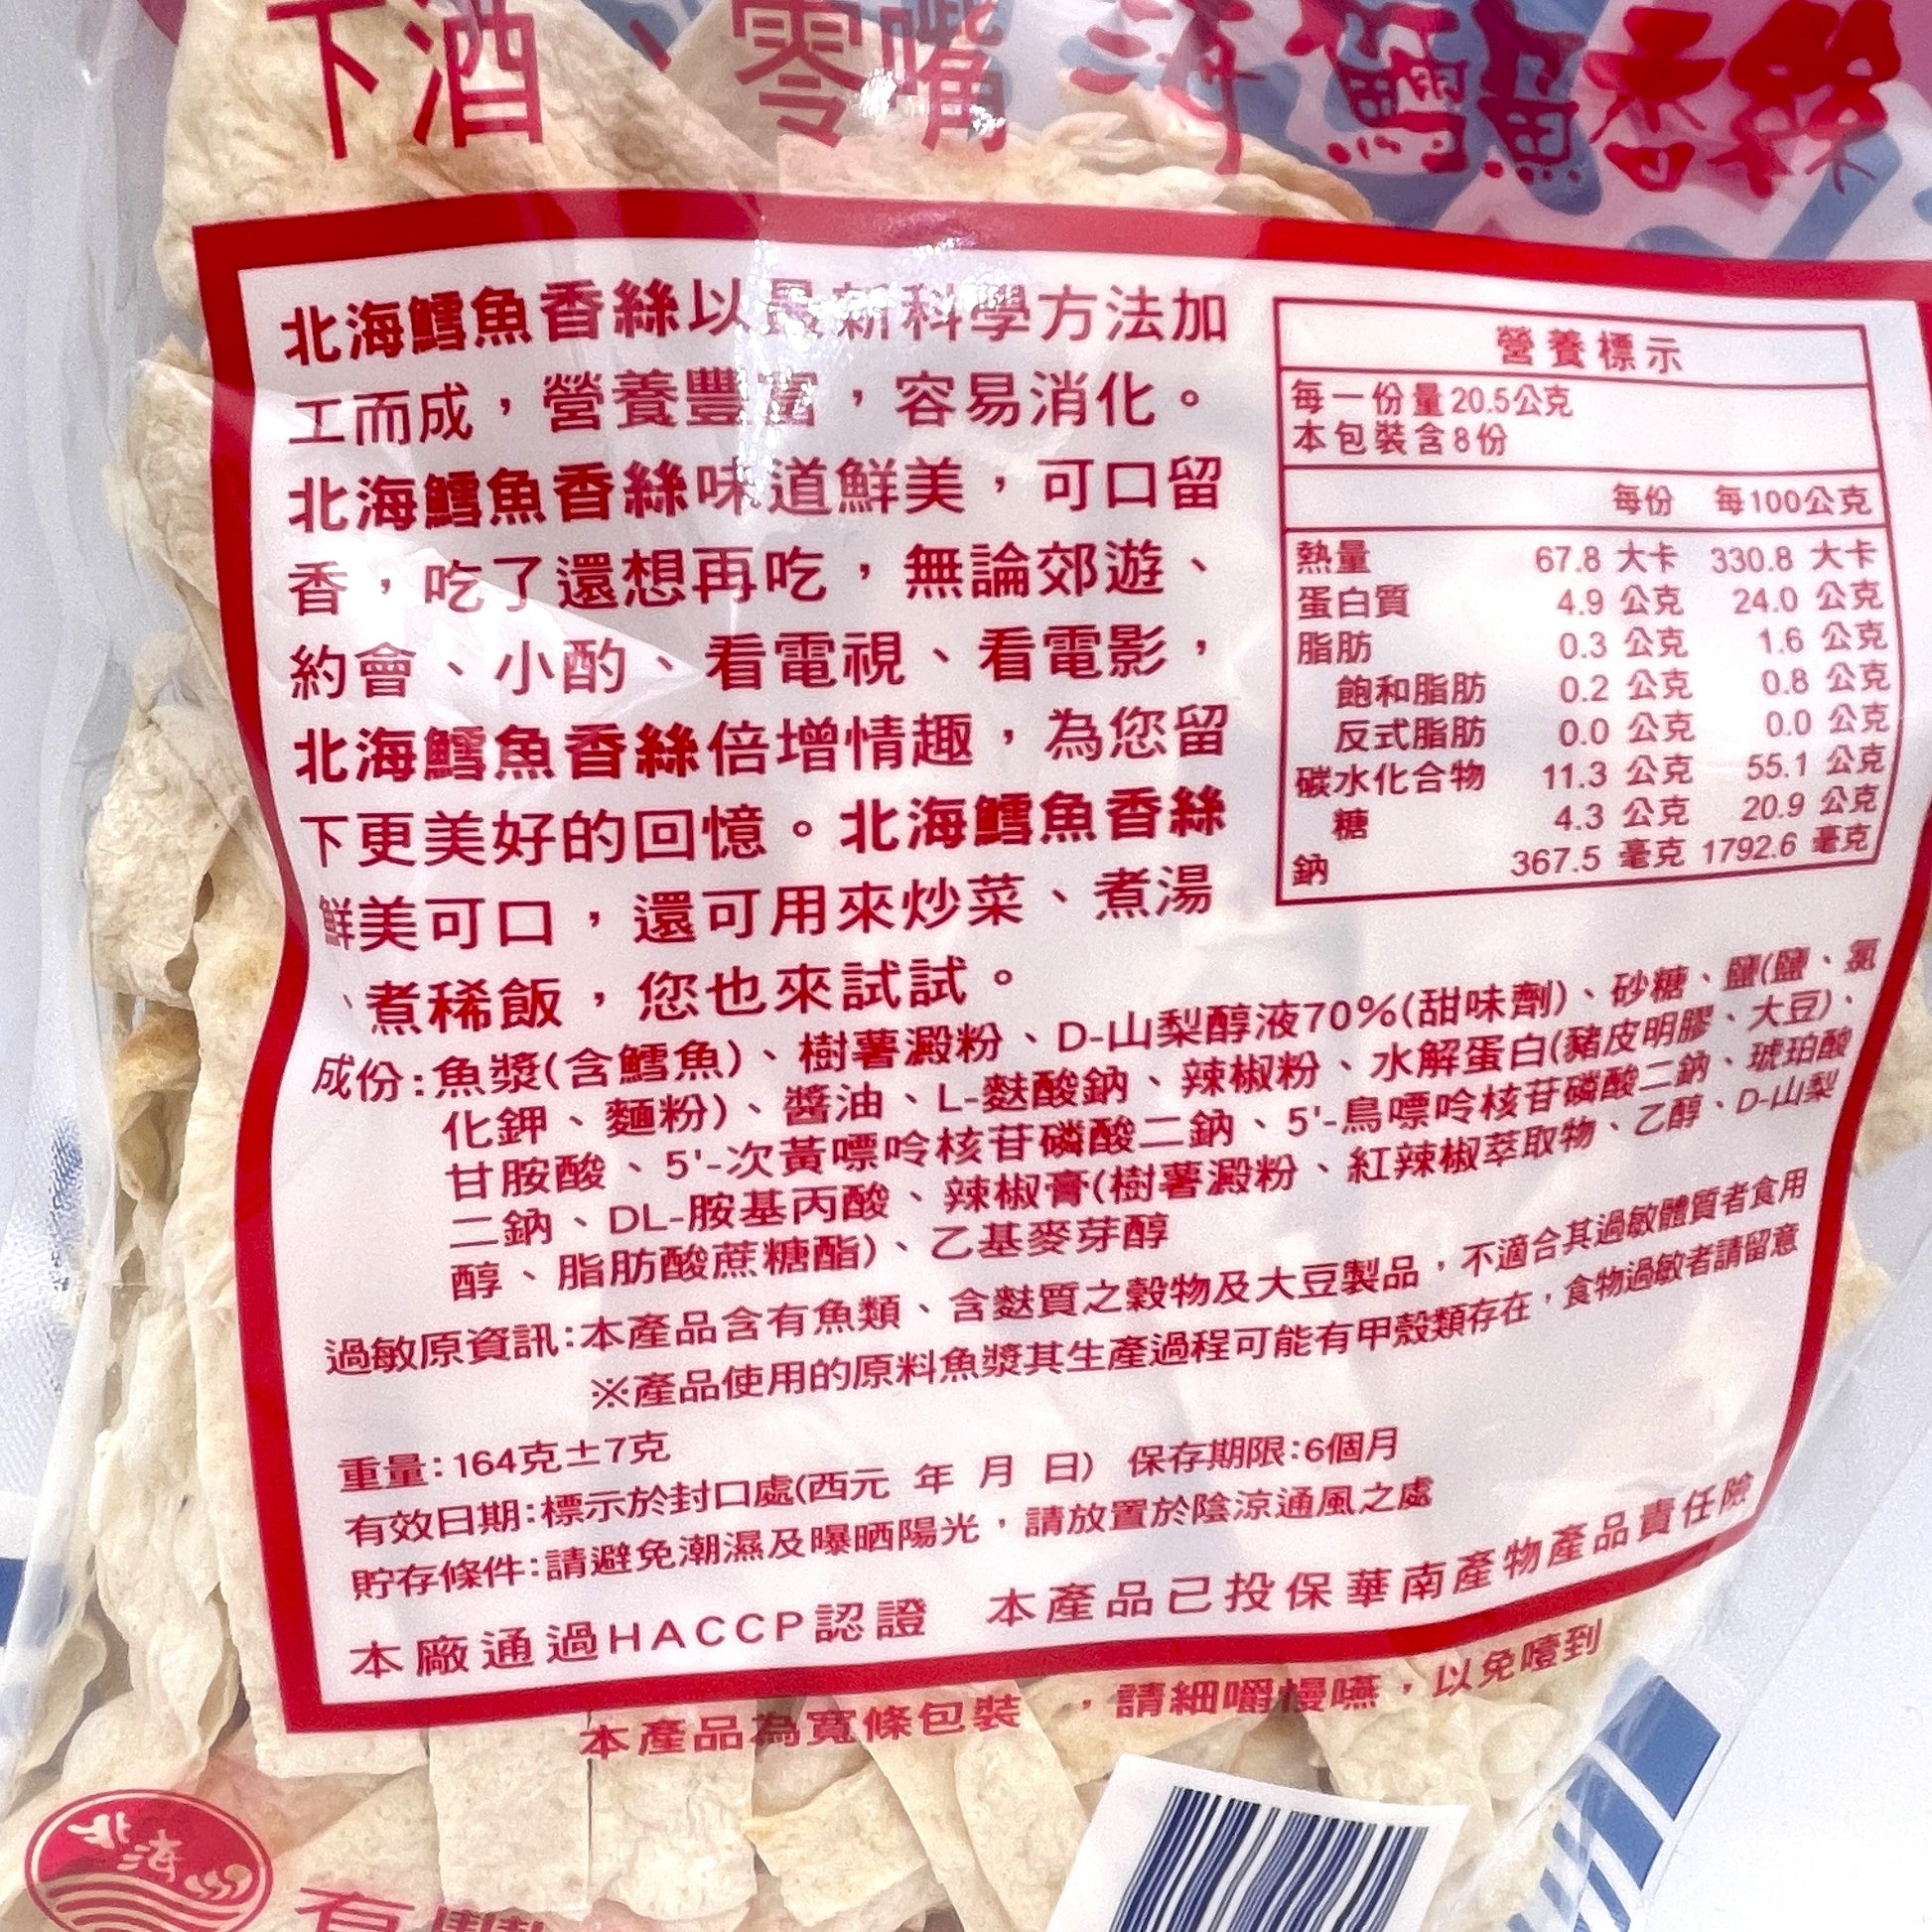 下酒、零嘴 鱈魚香絲
北海鱈魚香絲以最新科學方法加
工而成，營養豐富，容易消化。
北海鱈魚香絲味道鮮美，可口留
香，吃了還想再吃，無論郊遊、
約會、小酌、看電視、看電影，
北海鱈魚香絲倍增情趣，為您留
下更美好的回憶。北海鱈魚香絲
鮮美可口，還可用來炒菜、煮湯
、煮稀飯，您也來試試。
營養標示
每一份量20.5公克
本包裝含8份
每份 每100公克
熱量 67.8 大卡 330.8 大卡
蛋白質 4.9 公克 24.0 公克
脂肪 0.3 公克 1.6 公克
飽和脂肪 0.2 公克 0.8 公克
反式脂肪 0.0 公克 0.0 公克
碳水化合物 11.3 公克 55.1 公克
糖 4.3 公克 20.9 公克
鈉 367.5 毫克 1792.6 毫克
成份:魚漿(含鱈魚)、樹薯澱粉、D-山梨醇液70%(甜味劑)、砂糖、鹽(鹽、氯
化鉀、麵粉)、醬油、L-麩酸鈉、辣椒粉、水解蛋白(豬皮明膠、大豆)、
甘胺酸、5'-次黃嘌呤核苷磷酸二鈉、5'-鳥嘌呤核苷磷酸二鈉、琥珀酸
二鈉、DL-胺基丙酸、辣椒膏(樹薯澱粉、紅辣椒萃取物、乙醇、D-山梨
醇、脂肪酸蔗糖酯)、乙基麥芽醇
過敏原資訊:本產品含有魚類、含麩質之穀物及大豆製品，不適合其過敏體質者食用
※產品使用的原料魚漿其生產過程可能有甲殼類存在，食物過敏者請留意
重量:164克±7克
有效日期:標示於封口處(西元 年 月 日) 保存期限:6個月
貯存條件:請避免潮濕及曝晒陽光，請放置於陰涼通風之處
本廠通過HACCP認證 本產品已投保華南產物產品責任險
本產品為寬條包裝，請細嚼慢嚥，以免噎到
北海
有